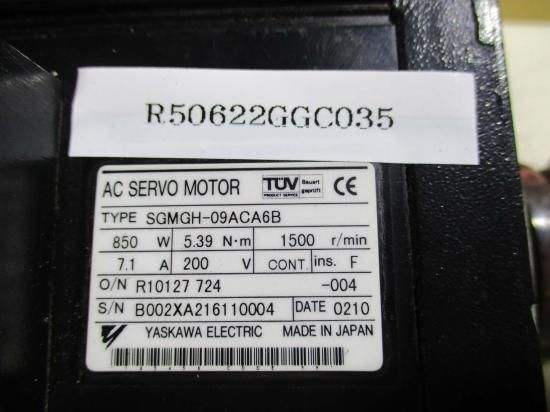 R50622GGC035
AC SERVO MOTOR TÜV PRODUCT SERVICE Bauart geprüft CE
TYPE SGMGH-09ACA6B
850 W 5.39 N·m 1500 r/min
7.1 A 200 V CONT. ins. F
O/N R10127 724 -004
S/N B002XA216110004 DATE 0210
YASKAWA ELECTRIC MADE IN JAPAN